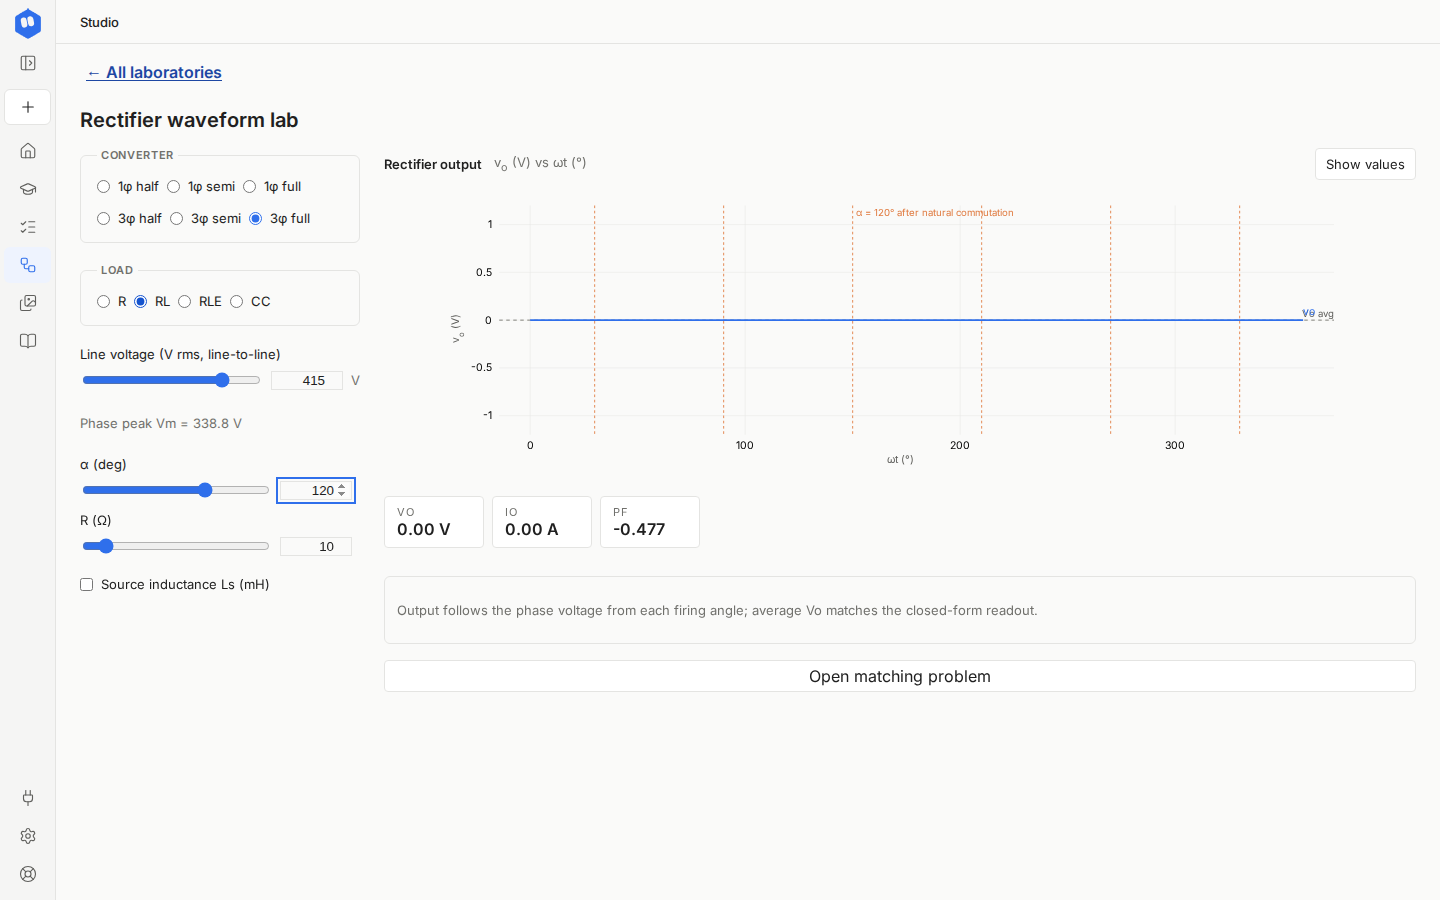 Studio
← All laboratories
Rectifier waveform lab
CONVERTER
1φ half 1φ semi 1φ full
3φ half 3φ semi 3φ full
LOAD
R RL RLE CC
Line voltage (V rms, line-to-line)
415 V
Phase peak Vm = 338.8 V
α (deg)
120
R (Ω)
10
Source inductance Ls (mH)
Rectifier output vo (V) vs ωt (°)
Show values
α = 120° after natural commutation
1
0.5
0
-0.5
-1
vo (V)
avg
0 100 200 300
ωt (°)
VO
0.00 V
IO
0.00 A
PF
-0.477
Output follows the phase voltage from each firing angle; average Vo matches the closed-form readout.
Open matching problem